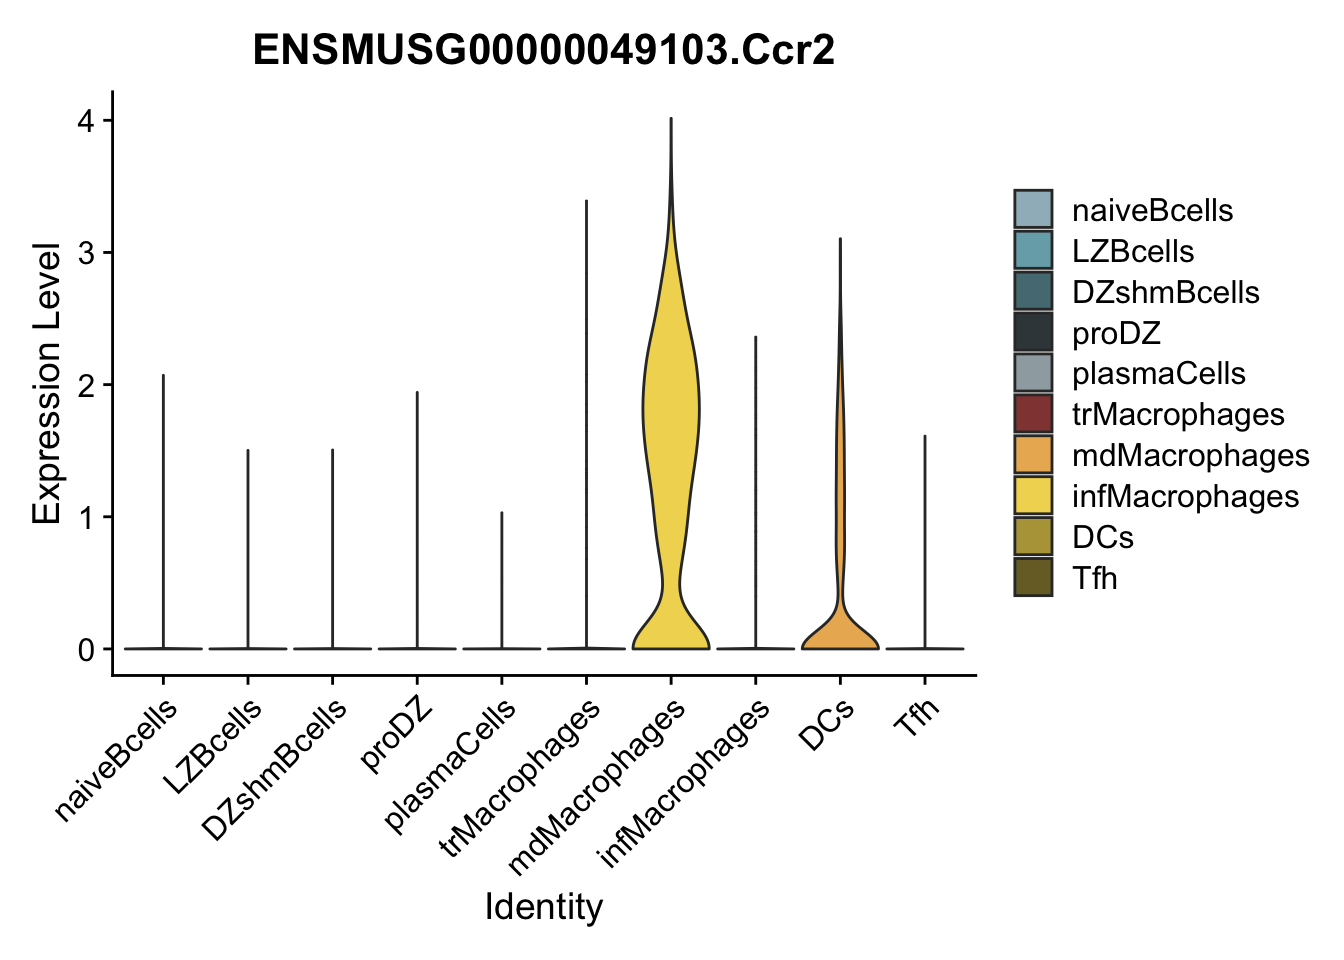 ENSMUSG00000049103.Ccr2
Expression Level
4
3
2
1
0
naiveBcells
LZBcells
DZshmBcells
proDZ
plasmaCells
trMacrophages
mdMacrophages
infMacrophages
DCs
Tfh
Identity
naiveBcells
LZBcells
DZshmBcells
proDZ
plasmaCells
trMacrophages
mdMacrophages
infMacrophages
DCs
Tfh